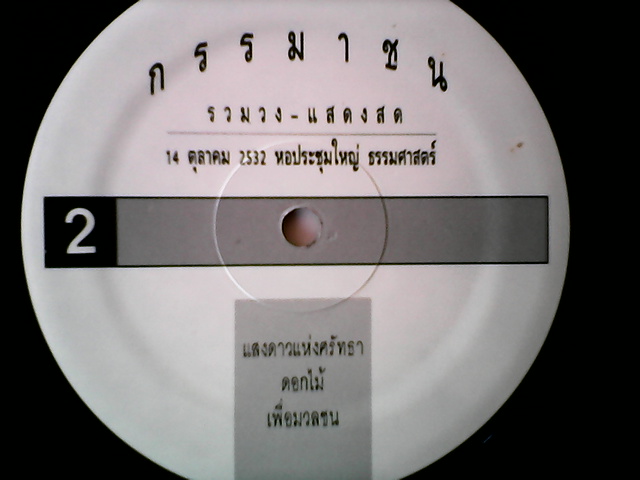 กรรมาชน
รวมวง-แสดงสด
14 ตุลาคม 2532 หอประชุมใหญ่ ธรรมศาสตร์
2
แสงดาวแห่งศรัทธา
ดอกไม้
เพื่อมวลชน